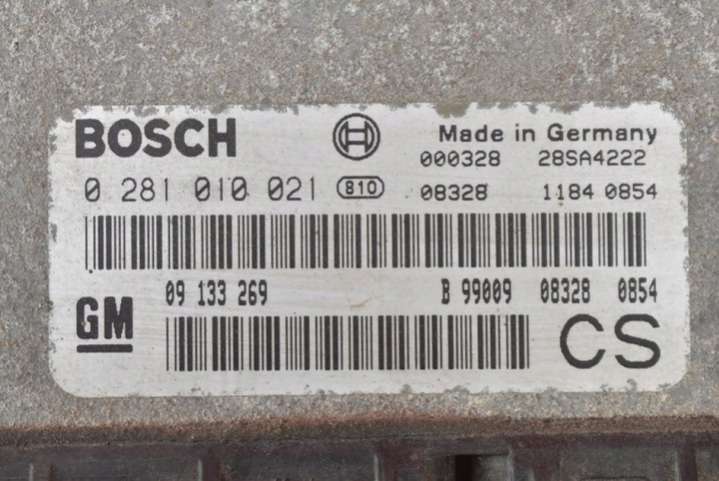 BOSCH Made in Germany
000328 28SA4222
0 281 010 021 810 08328 1184 0854
09 133 269 B 99009 08328 0854
GM CS